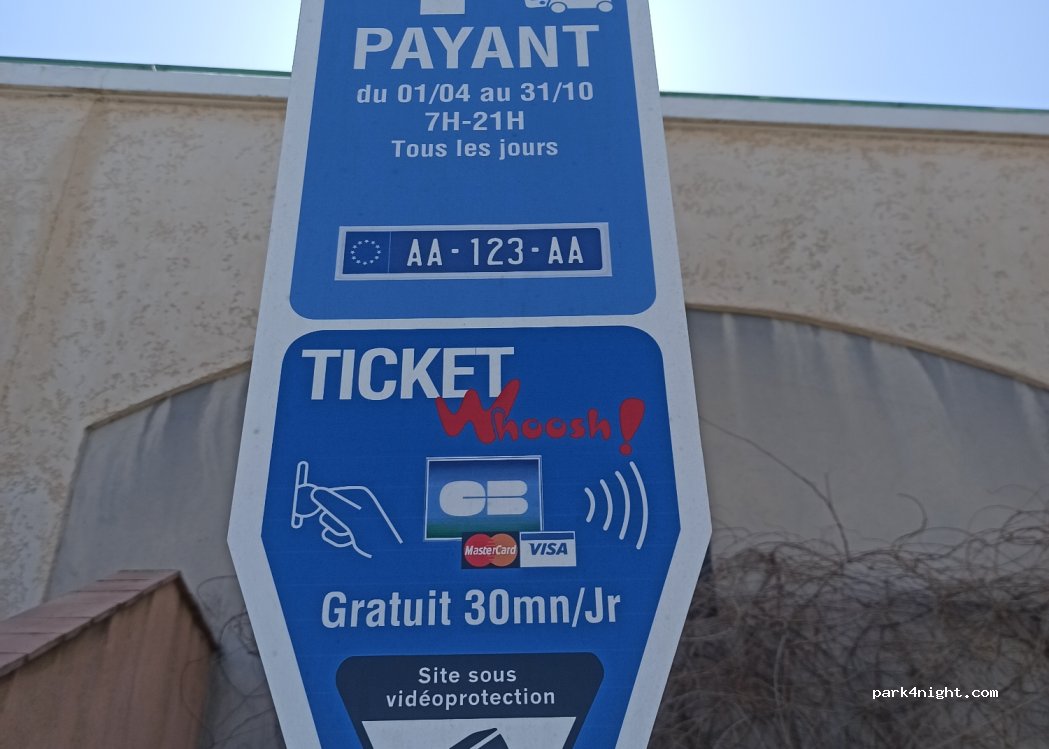 PAYANT
du 01/04 au 31/10
7H-21H
Tous les jours
AA-123-AA
TICKET
Whoosh!
CB
MasterCard VISA
Gratuit 30mn/Jr
Site sous
vidéoprotection
park4night.com